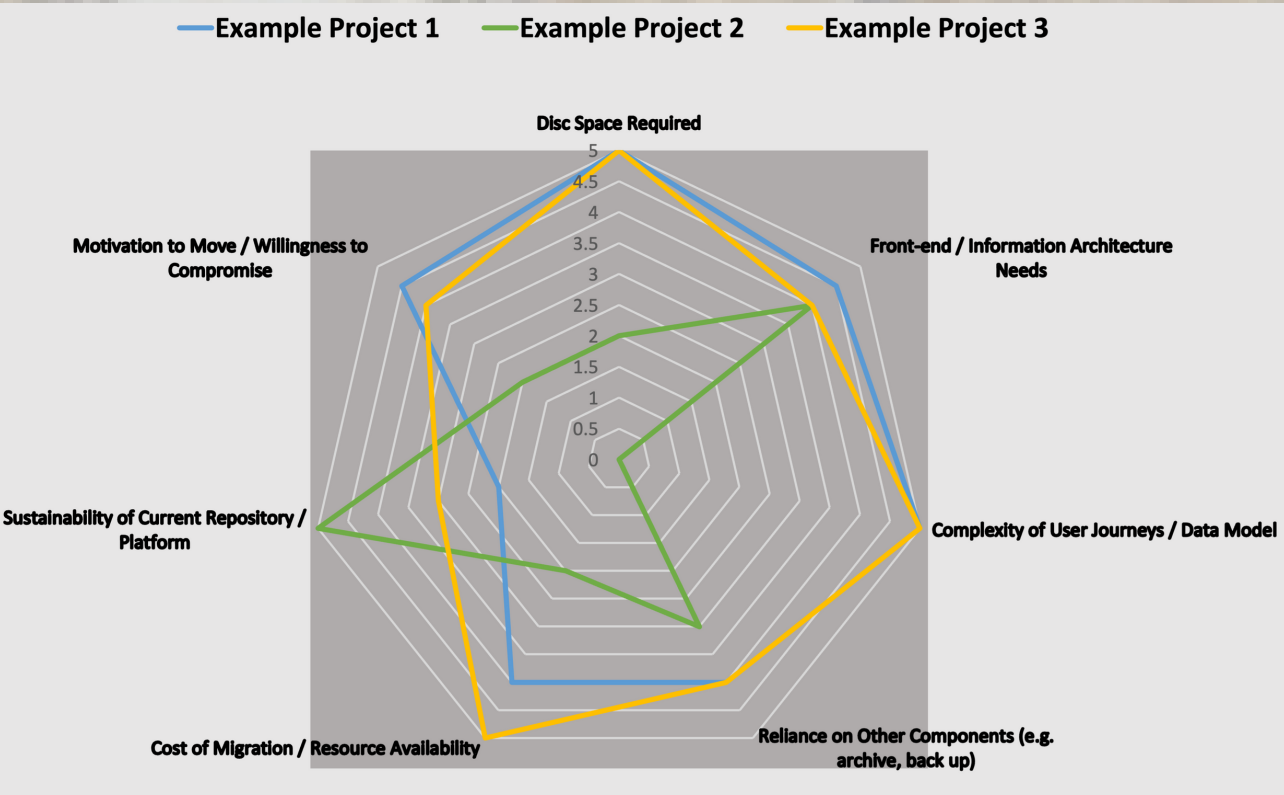 Example Project 1 Example Project 2 Example Project 3
Disc Space Required
5
4.5
4
3.5
3
2.5
2
1.5
1
0.5
0
Motivation to Move / Willingness to
Compromise
Front-end / Information Architecture
Needs
Sustainability of Current Repository /
Platform
Complexity of User Journeys / Data Model
Cost of Migration / Resource Availability
Reliance on Other Components (e.g.
archive, back up)